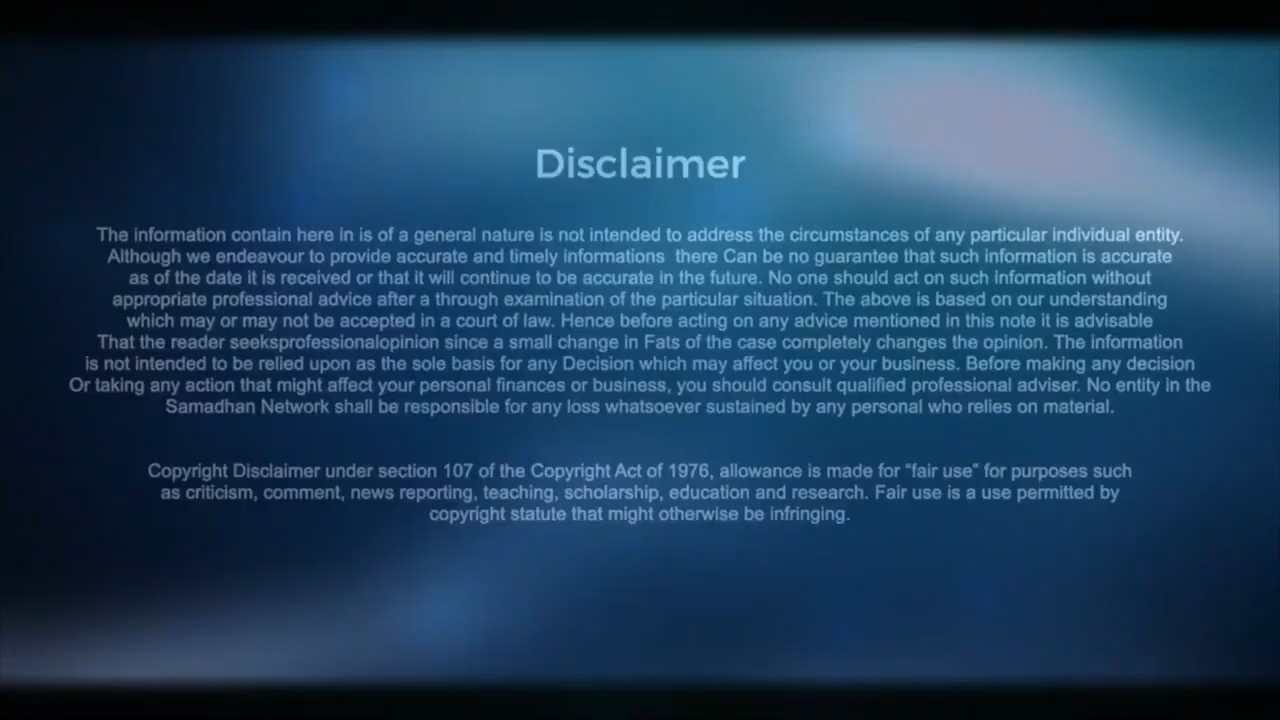 Disclaimer
The information contain here in is of a general nature is not intended to address the circumstances of any particular individual entity.
Although we endeavour to provide accurate and timely informations there Can be no guarantee that such information is accurate
as of the date it is received or that it will continue to be accurate in the future. No one should act on such information without
appropriate professional advice after a through examination of the particular situation. The above is based on our understanding
which may or may not be accepted in a court of law. Hence before acting on any advice mentioned in this note it is advisable
That the reader seeksprofessionalopinion since a small change in Fats of the case completely changes the opinion. The information
is not intended to be relied upon as the sole basis for any Decision which may affect you or your business. Before making any decision
Or taking any action that might affect your personal finances or business, you should consult qualified professional adviser. No entity in the
Samadhan Network shall be responsible for any loss whatsoever sustained by any personal who relies on material.
Copyright Disclaimer under section 107 of the Copyright Act of 1976, allowance is made for "fair use" for purposes such
as criticism, comment, news reporting, teaching, scholarship, education and research. Fair use is a use permitted by
copyright statute that might otherwise be infringing.